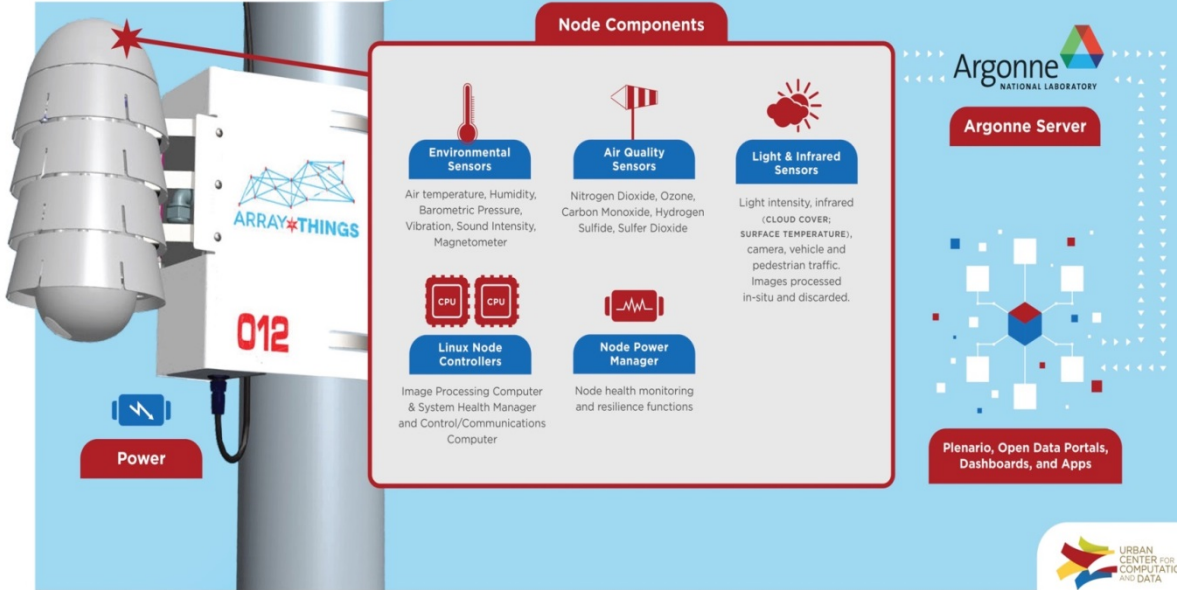 Node Components
Environmental
Sensors
Air temperature, Humidity,
Barometric Pressure,
Vibration, Sound Intensity,
Magnetometer
Air Quality
Sensors
Nitrogen Dioxide, Ozone,
Carbon Monoxide, Hydrogen
Sulfide, Sulfer Dioxide
Light & Infrared
Sensors
Light intensity, infrared
(CLOUD COVER;
SURFACE TEMPERATURE),
camera, vehicle and
pedestrian traffic.
Images processed
in-situ and discarded.
CPU CPU
Linux Node
Controllers
Image Processing Computer
& System Health Manager
and Control/Communications
Computer
Node Power
Manager
Node health monitoring
and resilience functions
ARRAY THINGS
012
Power
Argonne
NATIONAL LABORATORY
Argonne Server
Plenario, Open Data Portals,
Dashboards, and Apps
URBAN
CENTER FOR
COMPUTATIO
AND DATA